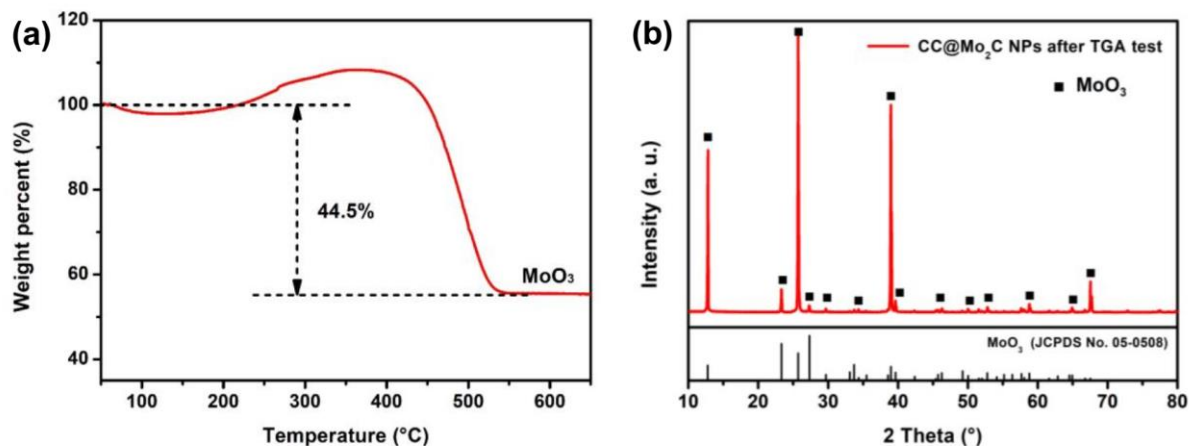 (a)
120
100
80
60
40
Weight percent (%)
44.5%
MoO₃
100 200 300 400 500 600
Temperature (°C)
(b)
CC@Mo₂C NPs after TGA test
MoO₃
Intensity (a. u.)
MoO₃ (JCPDS No. 05-0508)
10 20 30 40 50 60 70 80
2 Theta (°)